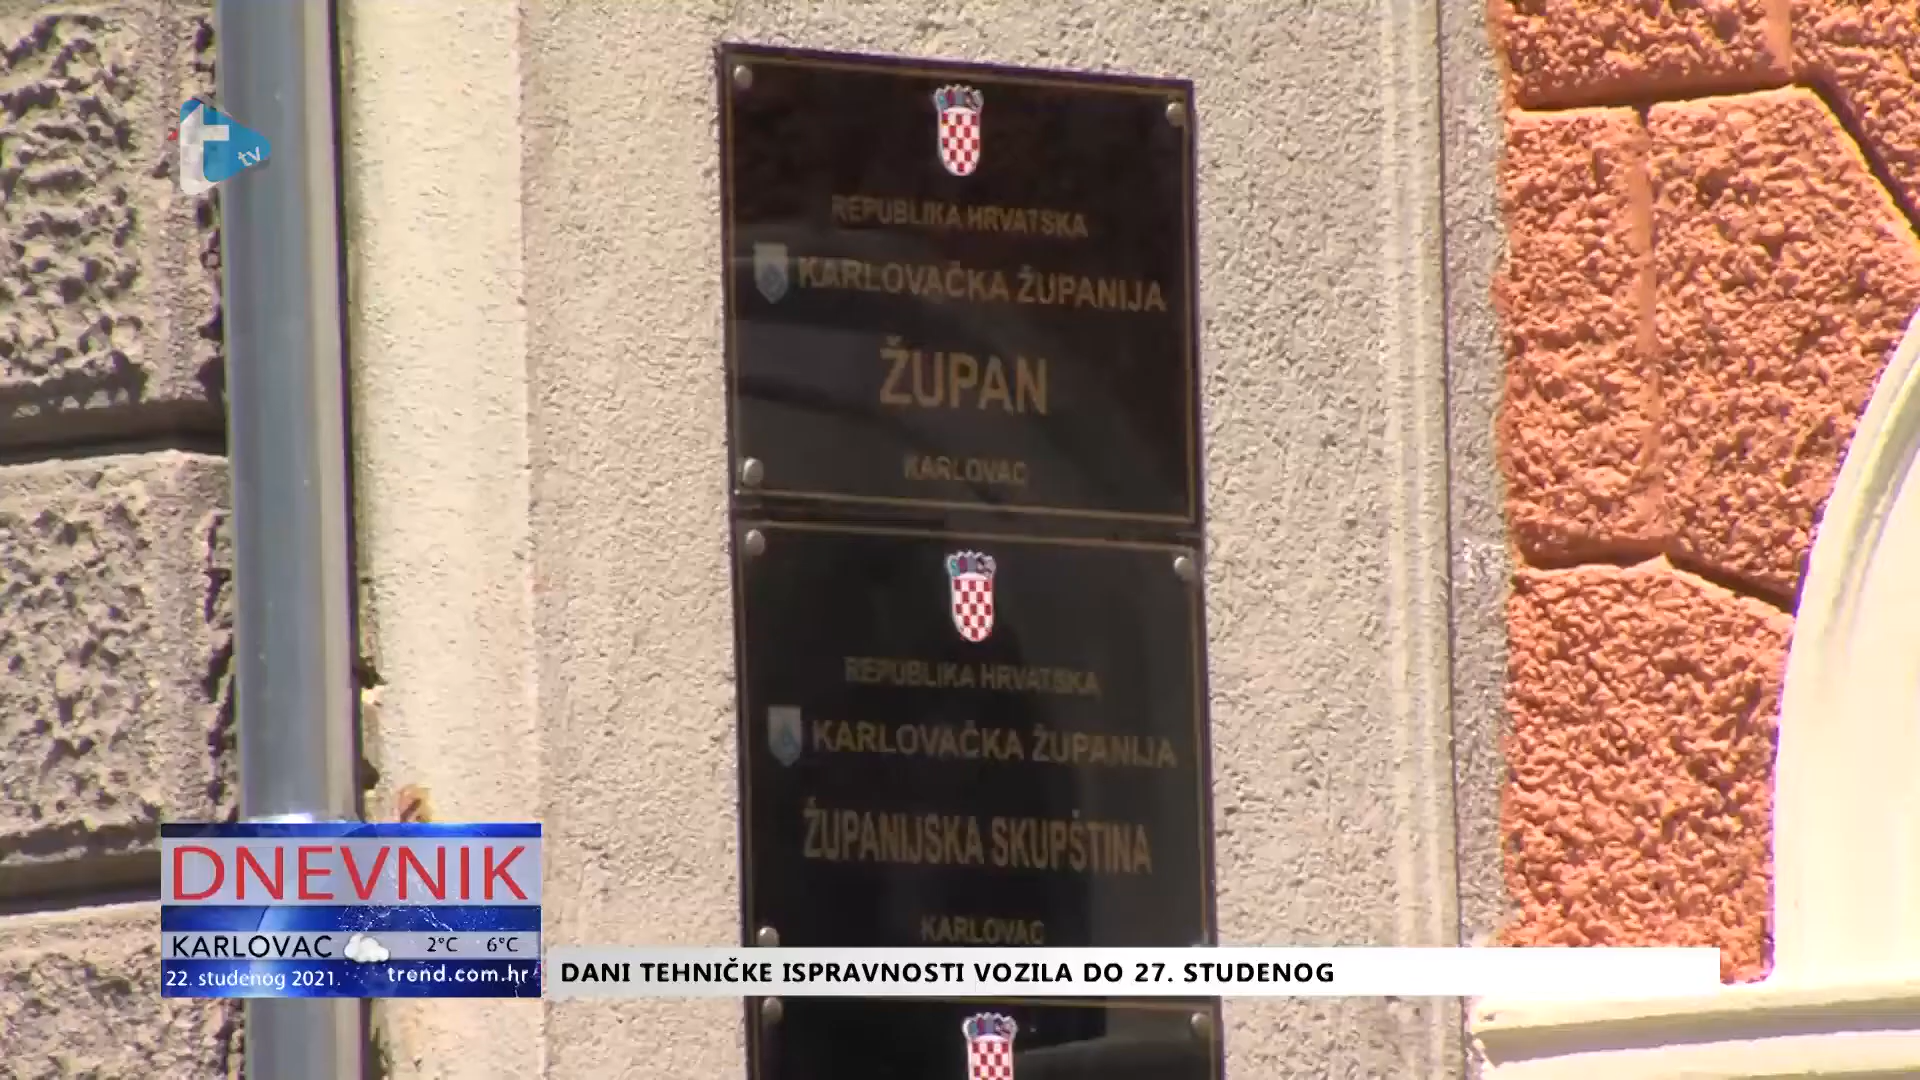 t tv
REPUBLIKA HRVATSKA
KARLOVAČKA ŽUPANIJA
ŽUPAN
KARLOVAC
REPUBLIKA HRVATSKA
KARLOVAČKA ŽUPANIJA
ŽUPANIJSKA SKUPŠTINA
KARLOVAC
DNEVNIK
KARLOVAC 2°C 6°C
22. studenog 2021. trend.com.hr
DANI TEHNIČKE ISPRAVNOSTI VOZILA DO 27. STUDENOG